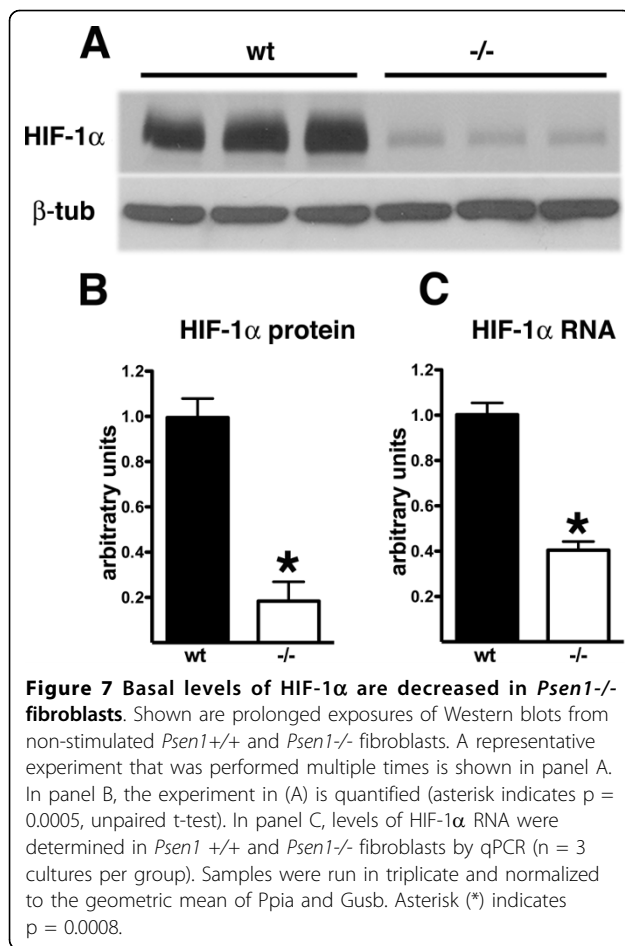 A
wt -/-
HIF-1α
β-tub
B C
HIF-1α protein HIF-1α RNA
arbitratry units
1.2
1.0
0.8
0.6
0.4
0.2
*
wt -/-
arbitrary units
1.2
1.0
0.8
0.6
0.4
0.2
*
wt -/-
Figure 7 Basal levels of HIF-1α are decreased in Psen1-/-
fibroblasts. Shown are prolonged exposures of Western blots from
non-stimulated Psen1+/+ and Psen1-/- fibroblasts. A representative
experiment that was performed multiple times is shown in panel A.
In panel B, the experiment in (A) is quantified (asterisk indicates p =
0.0005, unpaired t-test). In panel C, levels of HIF-1α RNA were
determined in Psen1 +/+ and Psen1-/- fibroblasts by qPCR (n = 3
cultures per group). Samples were run in triplicate and normalized
to the geometric mean of Ppia and Gusb. Asterisk (*) indicates
p = 0.0008.